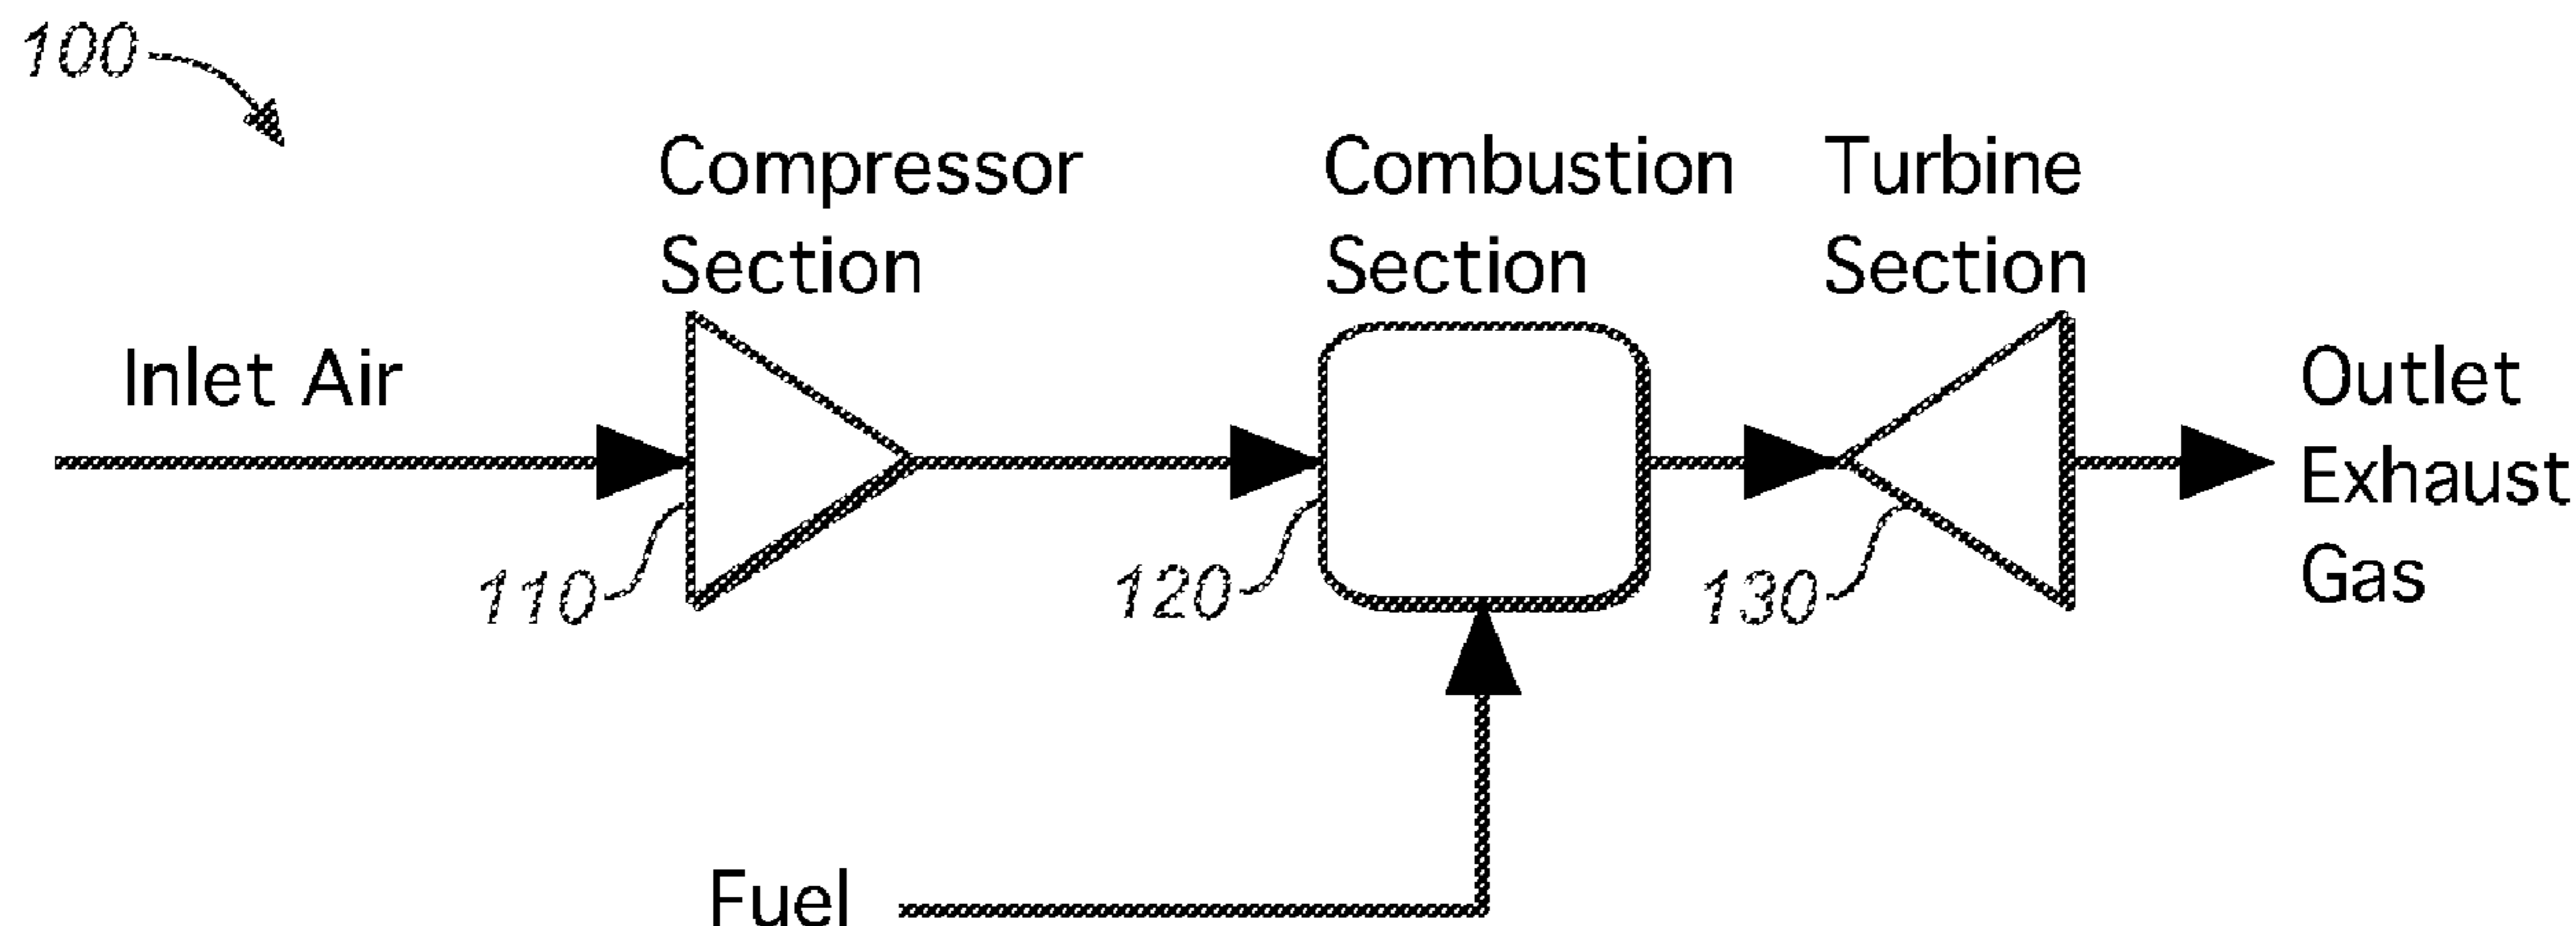 100
Compressor
Section
Combustion
Section
Turbine
Section
Inlet Air
Outlet
Exhaust
Gas
110
120
130
Fuel